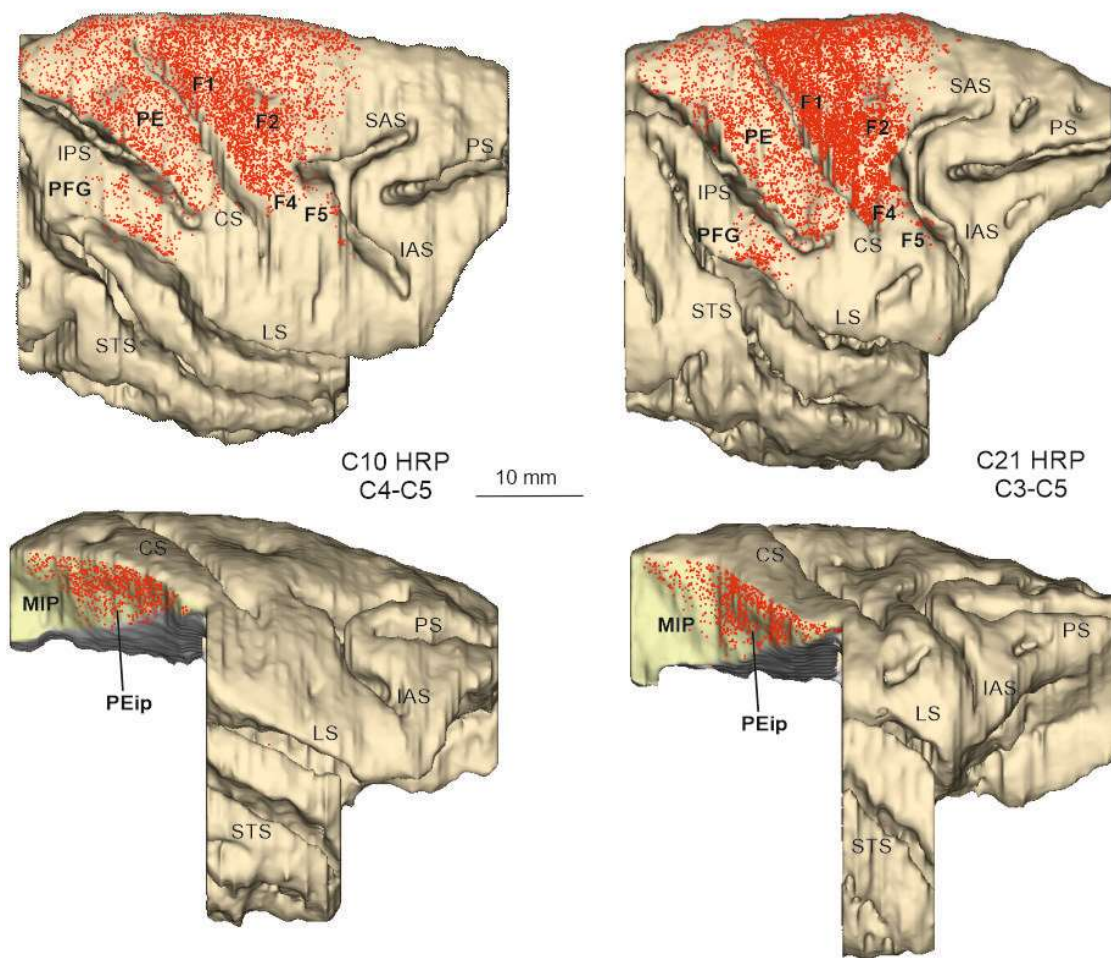 F1
SAS
F2
PE
PS
IPS
PFG
F4
F5
CS
IAS
LS
STS
F1
SAS
F2
PS
PE
IPS
F4
PFG
CS
F5
IAS
STS
LS
C10 HRP
C4-C5
10 mm
C21 HRP
C3-C5
CS
MIP
PS
PEip
IAS
LS
STS
CS
MIP
PS
PEip
IAS
LS
STS